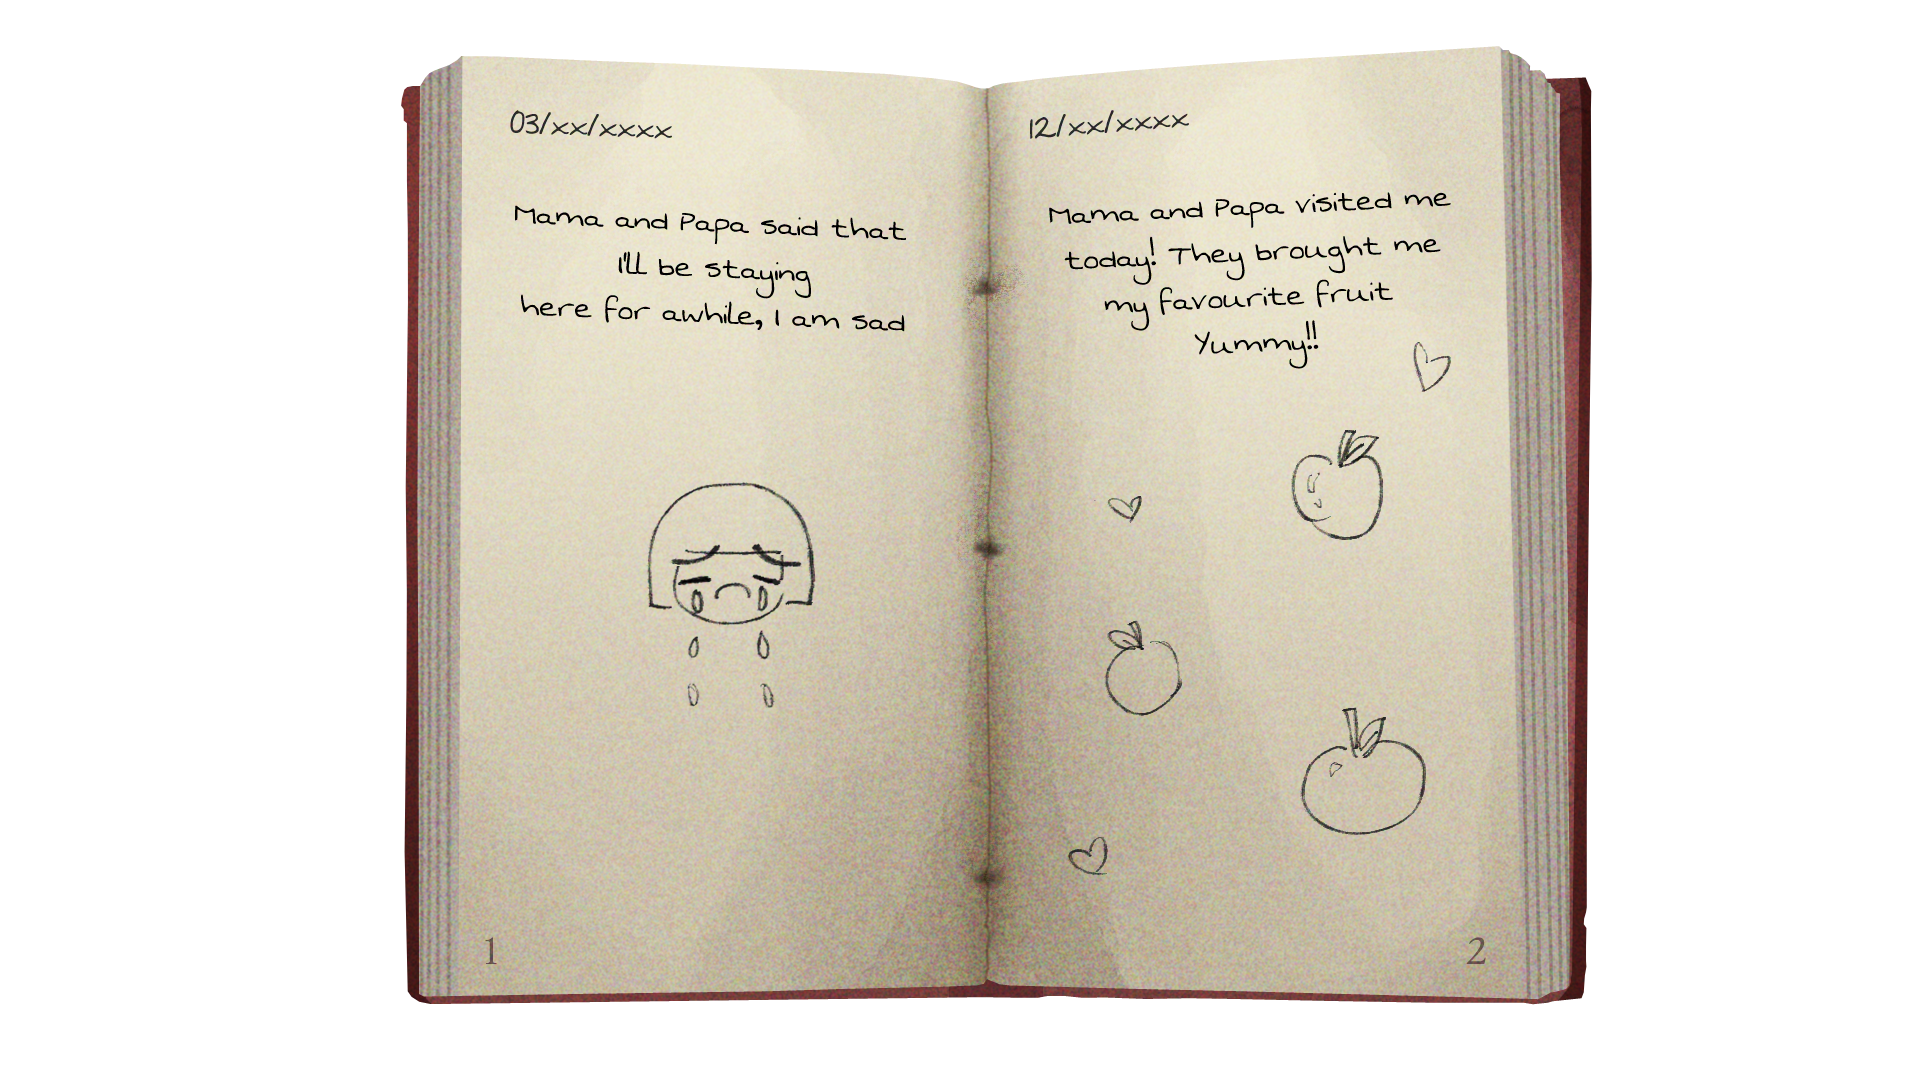 03/xx/xxxx
Mama and Papa said that
I'll be staying
here for awhile, I am sad
1
12/xx/xxxx
Mama and Papa visited me
today! They brought me
my favourite fruit
Yummy!!
2